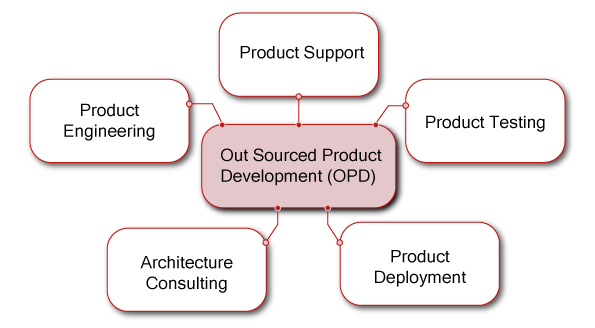 Product Support
Product
Engineering
Product Testing
Out Sourced Product
Development (OPD)
Architecture
Consulting
Product
Deployment